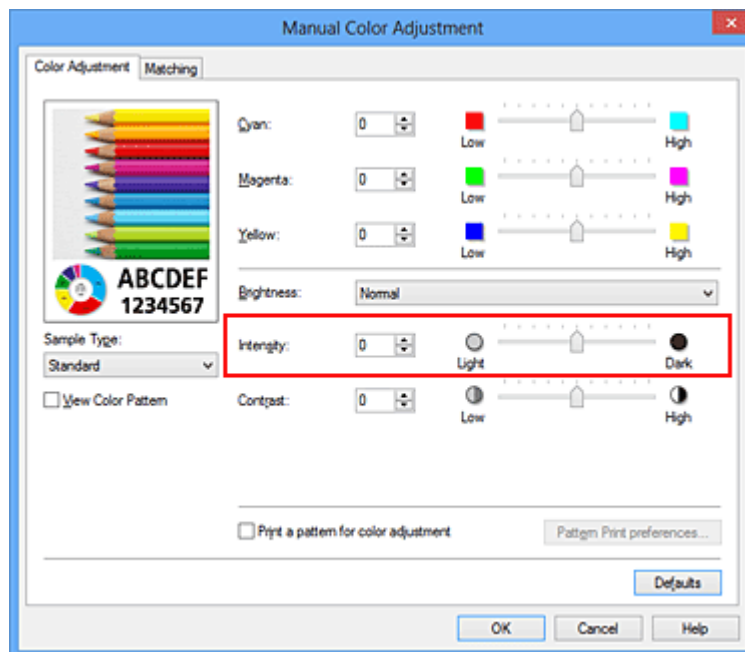 Manual Color Adjustment
Color Adjustment Matching
Cyan: 0 Low High
Magenta: 0 Low High
Yellow: 0 Low High
ABCDEF
1234567
Brightness: Normal
Sample Type:
Standard
Intensity: 0 Light Dark
View Color Pattern
Contrast: 0 Low High
Print a pattern for color adjustment Pattern Print preferences...
Defaults
OK Cancel Help